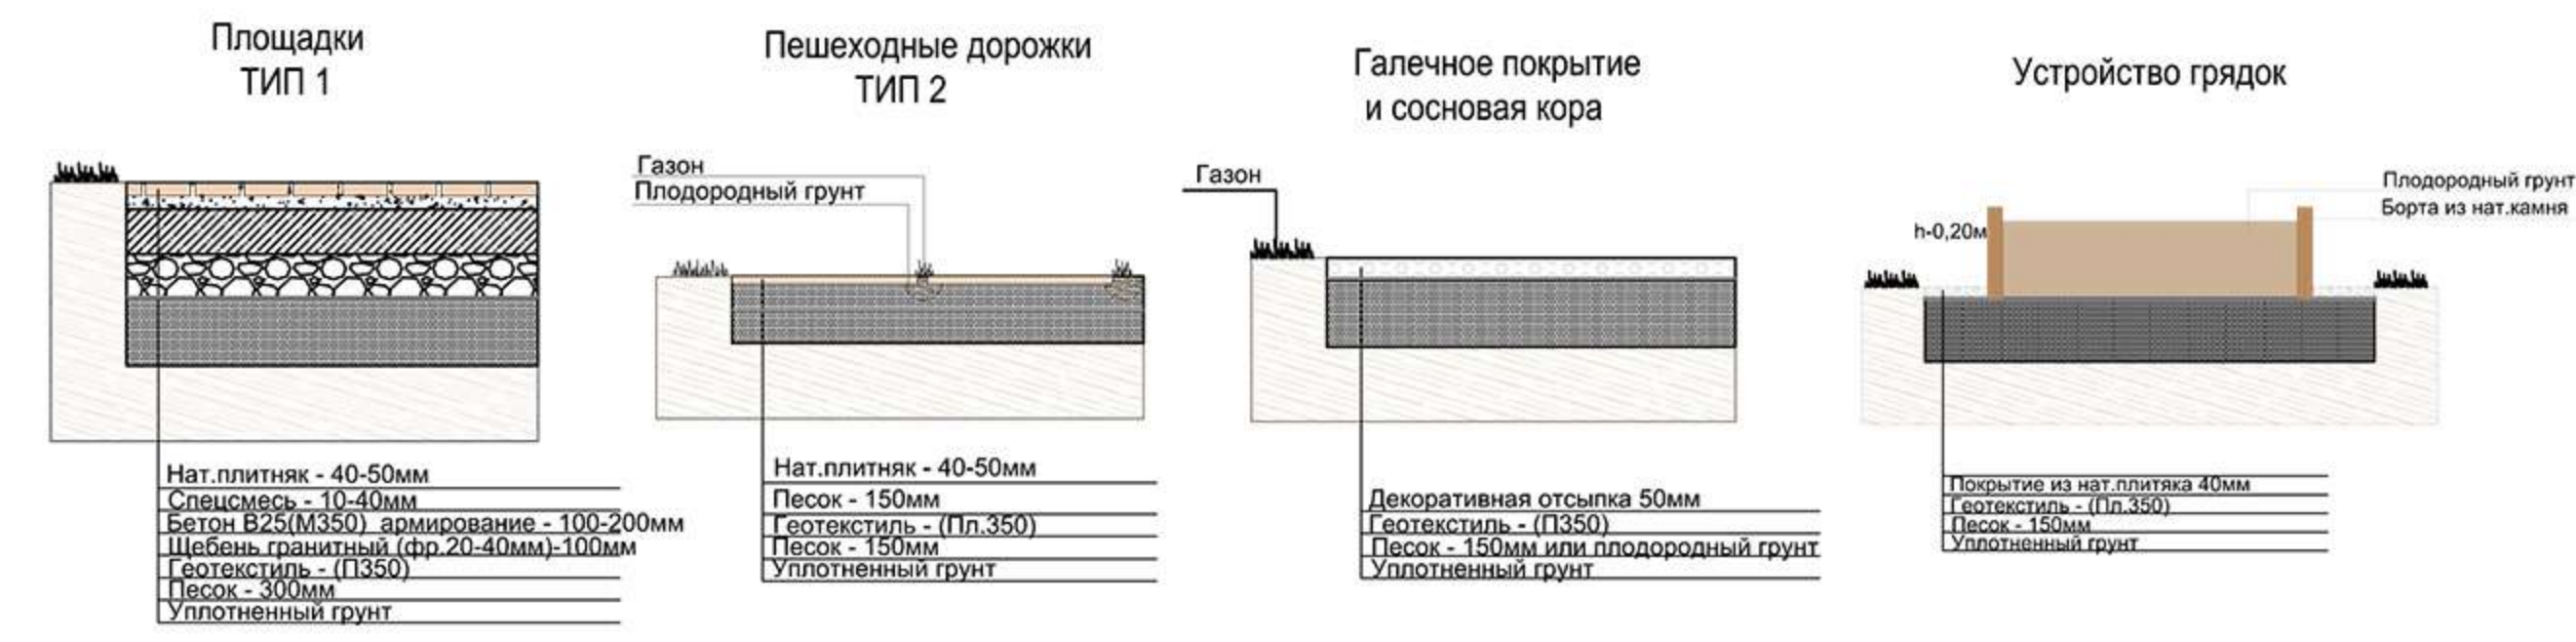 Площадки
ТИП 1
Нат.плитняк - 40-50мм
Спецсмесь - 10-40мм
Бетон В25(М350) армирование - 100-200мм
Щебень гранитный (фр.20-40мм)-100мм
Геотекстиль - (П350)
Песок - 300мм
Уплотненный грунт
Пешеходные дорожки
ТИП 2
Газон
Плодородный грунт
Нат.плитняк - 40-50мм
Песок - 150мм
Геотекстиль - (Пл.350)
Песок - 150мм
Уплотненный грунт
Галечное покрытие
и сосновая кора
Газон
Декоративная отсыпка 50мм
Геотекстиль - (П350)
Песок - 150мм или плодородный грунт
Уплотненный грунт
Устройство грядок
Плодородный грунт
Борта из нат.камня
h-0,20м
Покрытие из нат.плитяка 40мм
Геотекстиль - (Пл.350)
Песок - 150мм
Уплотненный грунт